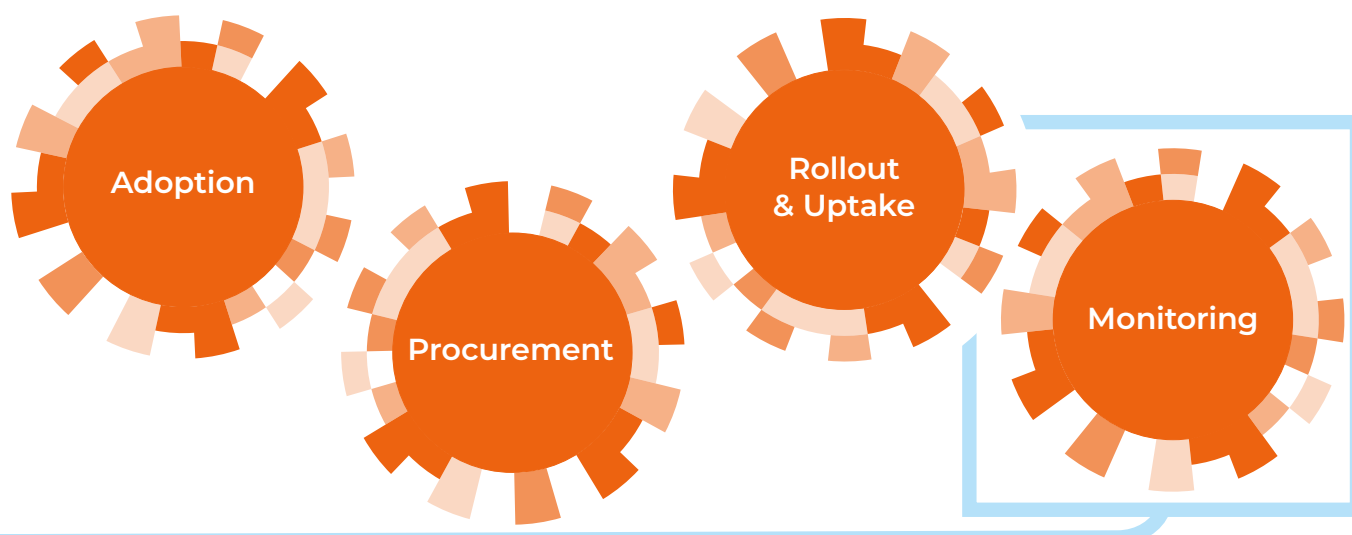 Adoption
Procurement
Rollout
& Uptake
Monitoring